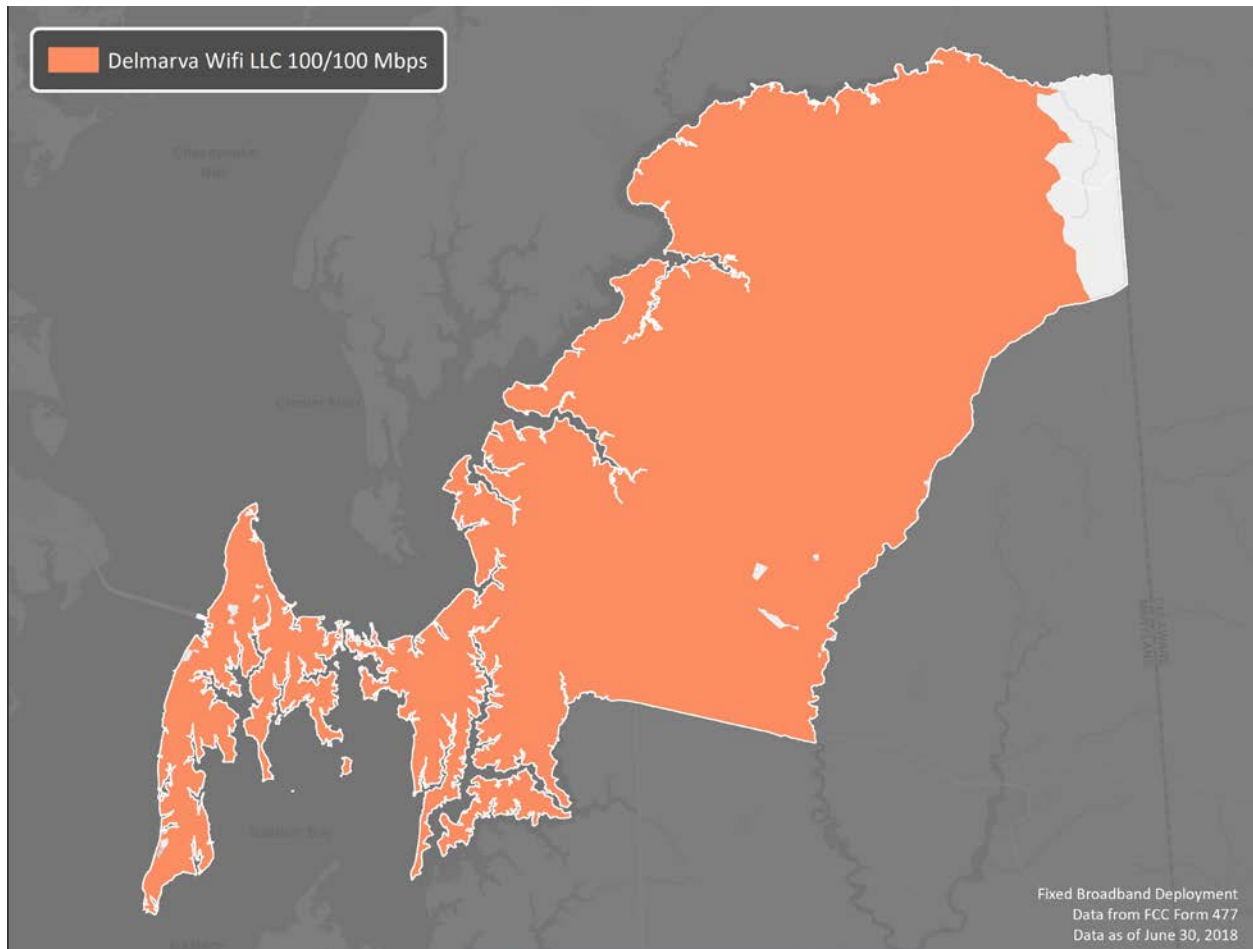 Delmarva Wifi LLC 100/100 Mbps
Fixed Broadband Deployment
Data from FCC Form 477
Data as of June 30, 2018